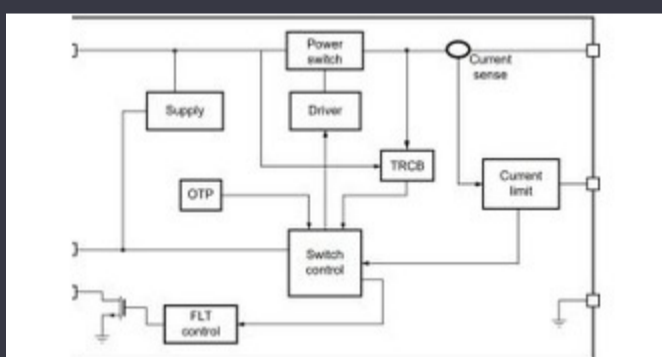 Power
switch
Current
sense
Supply
Driver
TRCB
Current
limit
OTP
Switch
control
FLT
control